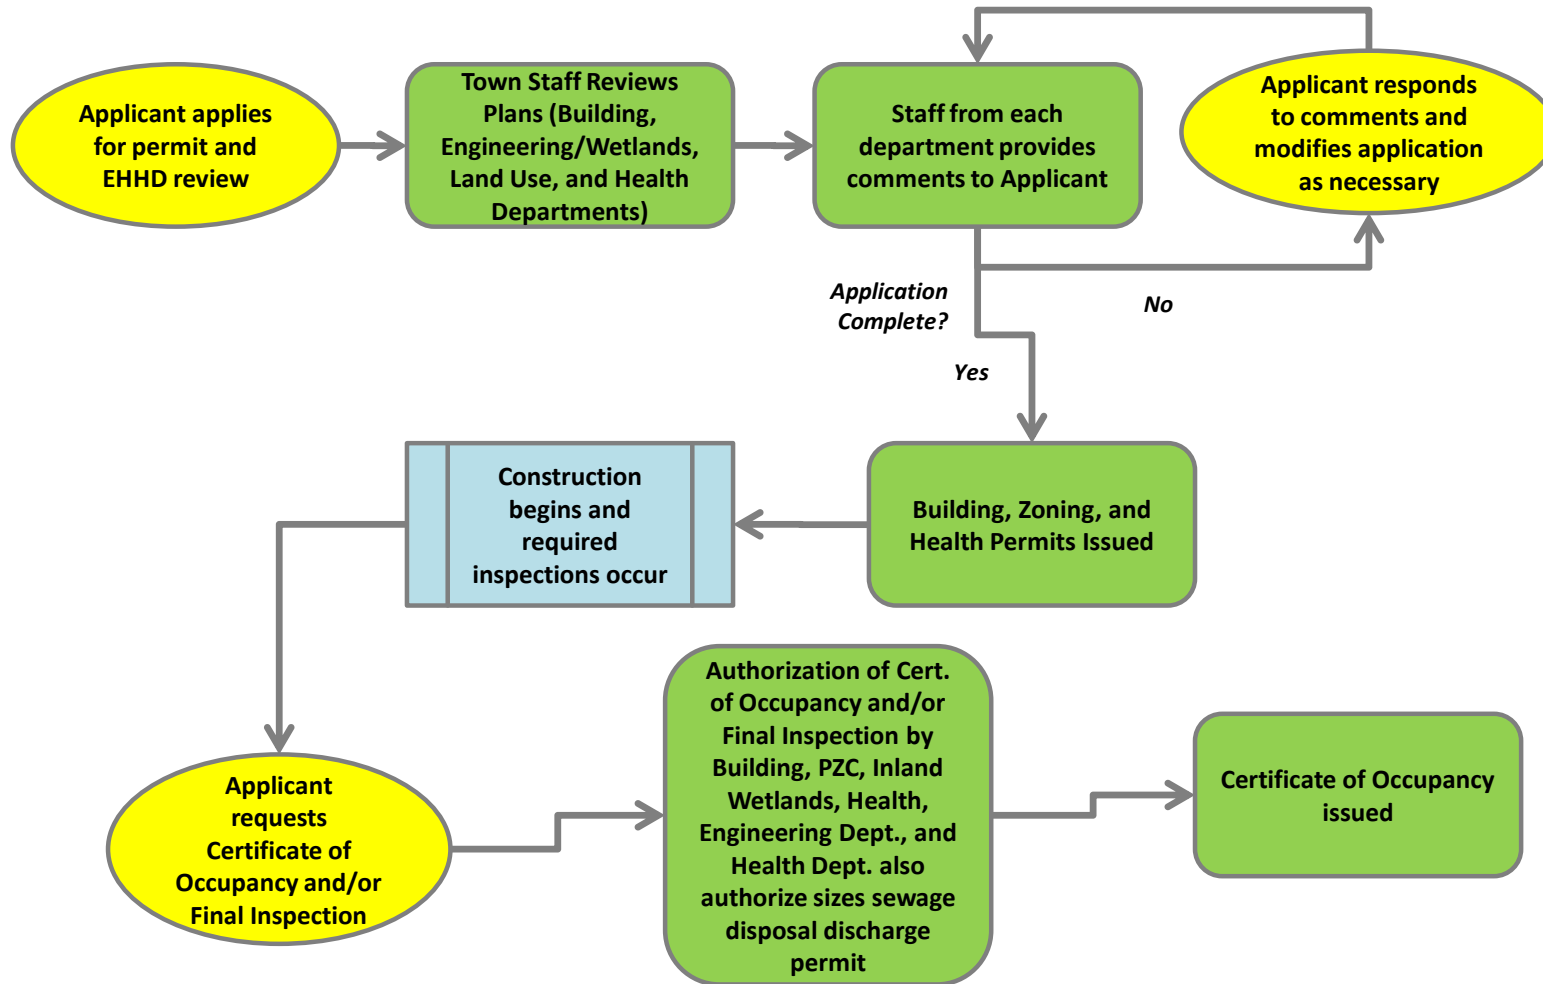 Applicant applies
for permit and
EHHD review
Town Staff Reviews
Plans (Building,
Engineering/Wetlands,
Land Use, and Health
Departments)
Staff from each
department provides
comments to Applicant
Applicant responds
to comments and
modifies application
as necessary
Application
Complete?
No
Yes
Construction
begins and
required
inspections occur
Building, Zoning, and
Health Permits Issued
Applicant
requests
Certificate of
Occupancy and/or
Final Inspection
Authorization of Cert.
of Occupancy and/or
Final Inspection by
Building, PZC, Inland
Wetlands, Health,
Engineering Dept., and
Health Dept. also
authorize sizes sewage
disposal discharge
permit
Certificate of Occupancy
issued